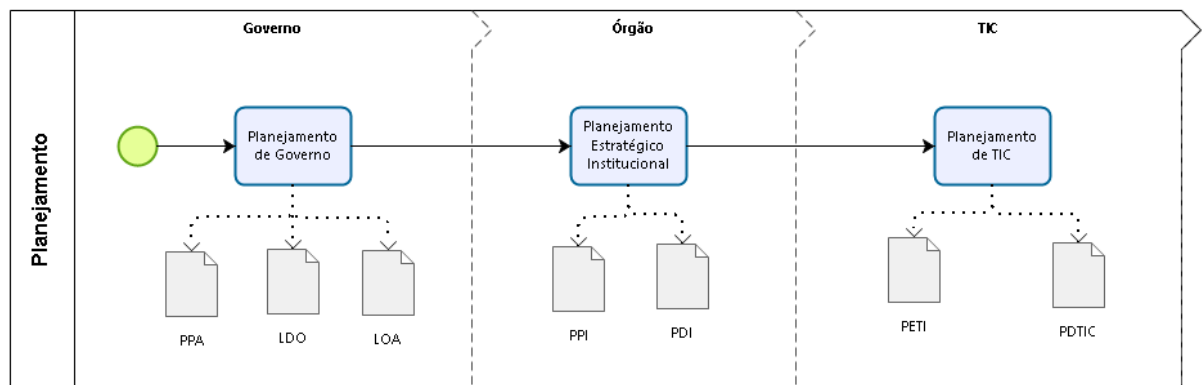 Governo
Órgão
TIC
Planejamento
Planejamento
de Governo
Planejamento
Estratégico
Institucional
Planejamento
de TIC
PPA
LDO
LOA
PPI
PDI
PETI
PDTIC